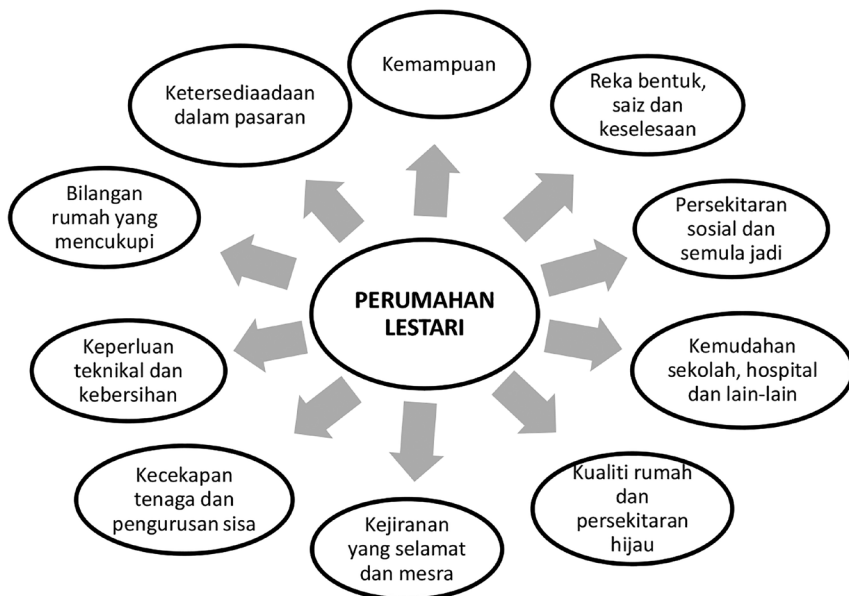 Kemampuan
Reka bentuk,
saiz dan
keselesaan
Persekitaran
sosial dan
semula jadi
Kemudahan
sekolah, hospital
dan lain-lain
Kualiti rumah
dan
persekitaran
hijau
Kejiranan
yang selamat
dan mesra
Kecekapan
tenaga dan
pengurusan sisa
Keperluan
teknikal dan
kebersihan
Bilangan
rumah yang
mencukupi
Ketersediaadaan
dalam pasaran
PERUMAHAN
LESTARI